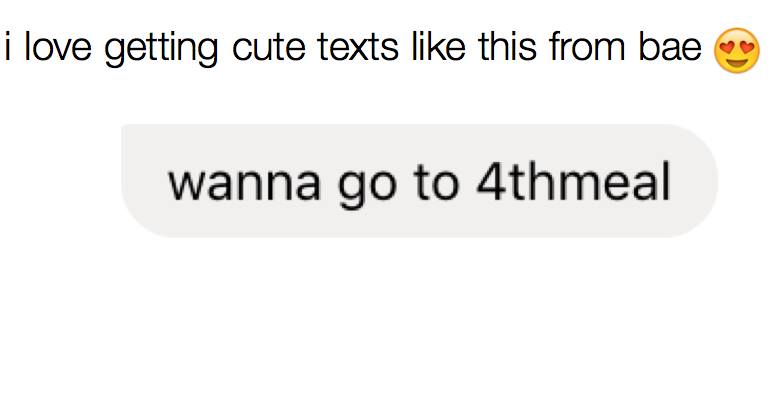 i love getting cute texts like this from bae 😍
wanna go to 4thmeal